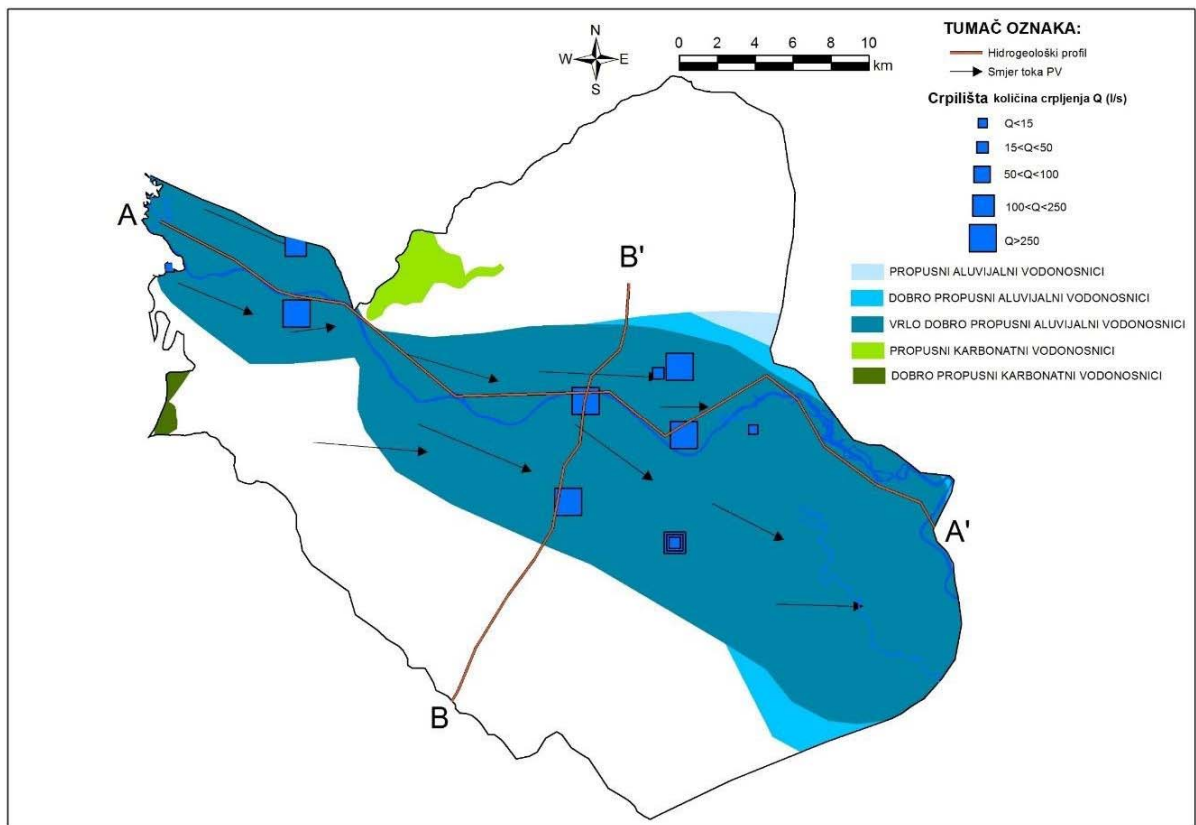 N
W
E
S
0
2
4
6
8
10
km
TUMAČ OZNAKA:
Hidrogeološki profil
Smjer toka PV
Crpilišta količina crpljenja Q (l/s)
Q<15
15<Q<50
50<Q<100
100<Q<250
Q>250
PROPUSNI ALUVIJALNI VODONOSNICI
DOBRO PROPUSNI ALUVIJALNI VODONOSNICI
VRLO DOBRO PROPUSNI ALUVIJALNI VODONOSNICI
PROPUSNI KARBONATNI VODONOSNICI
DOBRO PROPUSNI KARBONATNI VODONOSNICI
A
B'
A'
B